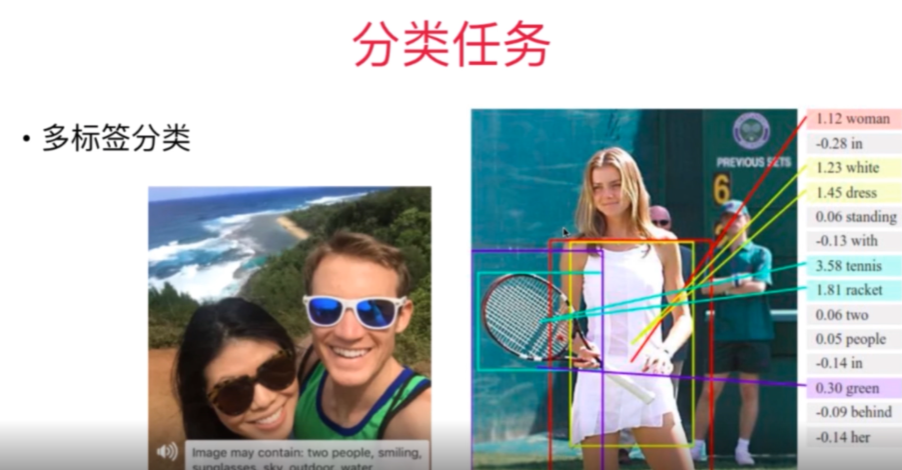 分类任务
• 多标签分类
Image may contain: two people, smiling,
sunglasses, sky, outdoor, water
PREVIOUS SETS
6
1.12 woman
-0.28 in
1.23 white
1.45 dress
0.06 standing
-0.13 with
3.58 tennis
1.81 racket
0.06 two
0.05 people
-0.14 in
0.30 green
-0.09 behind
-0.14 her